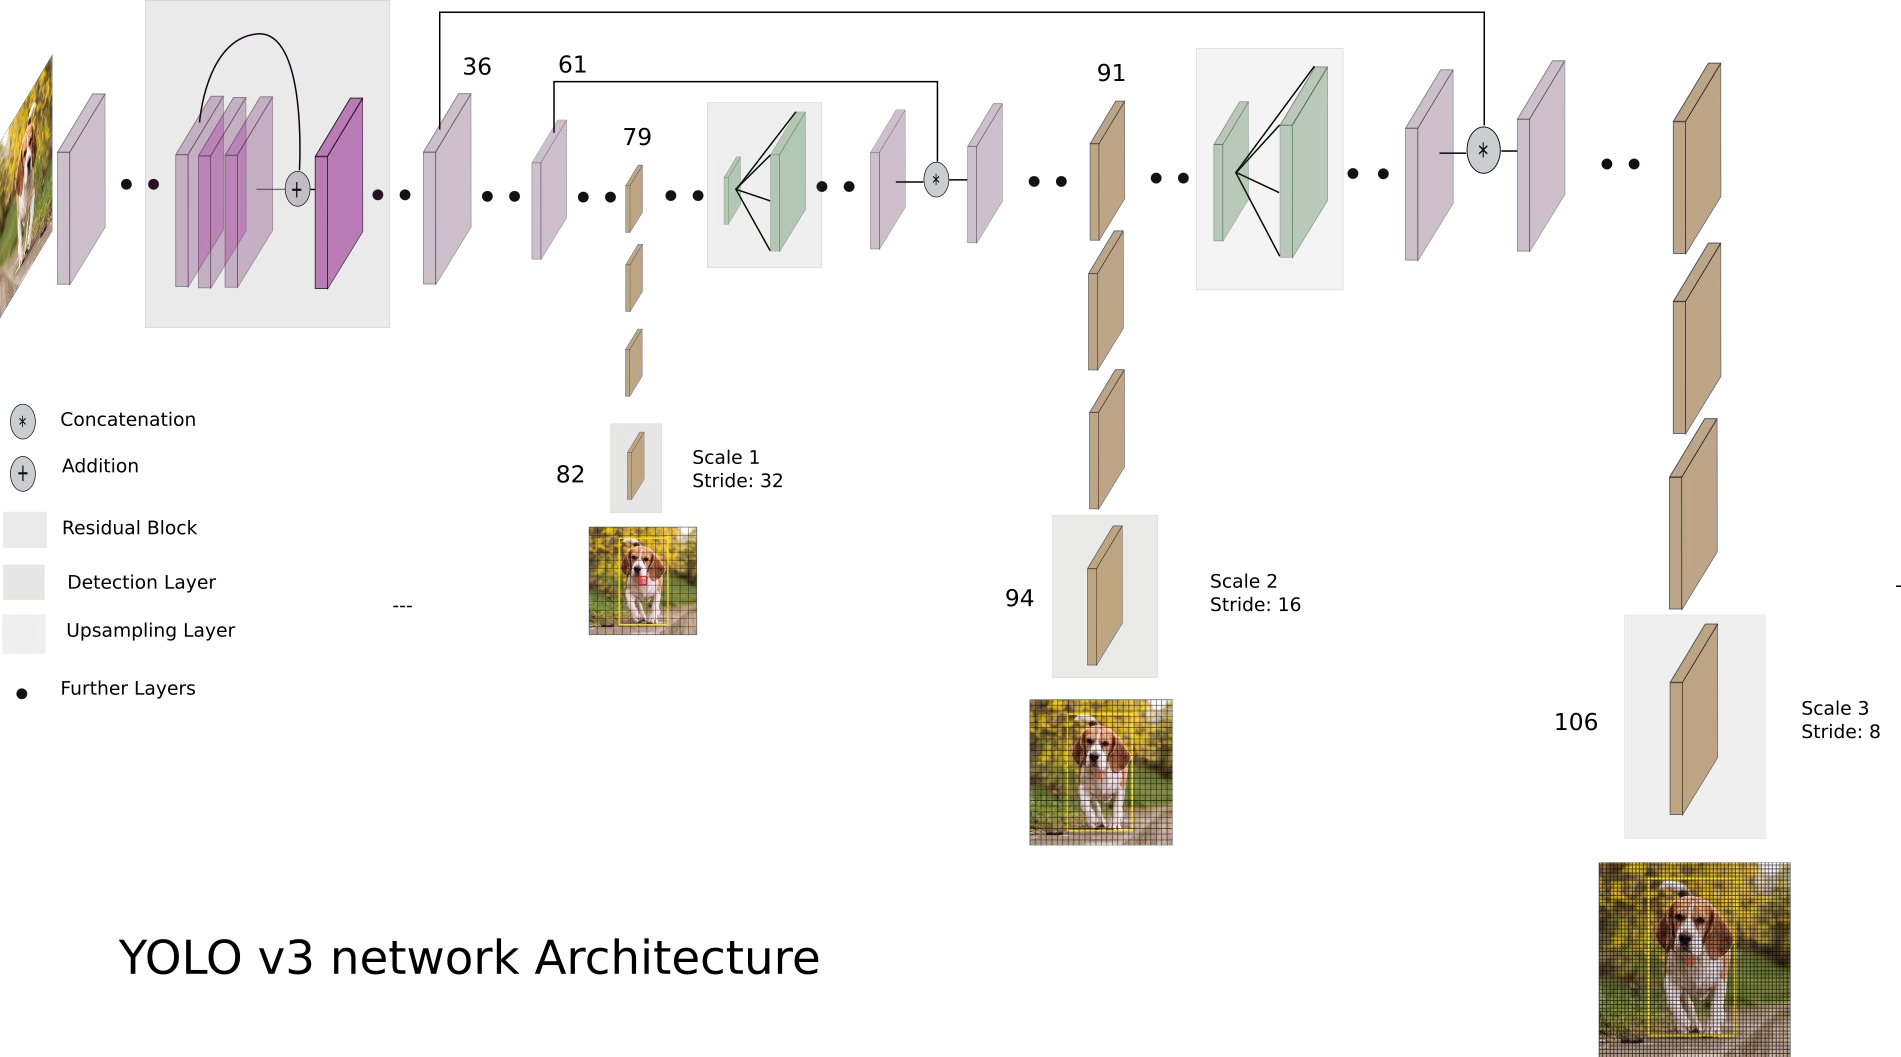 36
61
91
79
+
*
*
* Concatenation
+ Addition
82
Scale 1
Stride: 32
Residual Block
Detection Layer
Upsampling Layer
Further Layers
---
94
Scale 2
Stride: 16
106
Scale 3
Stride: 8
YOLO v3 network Architecture